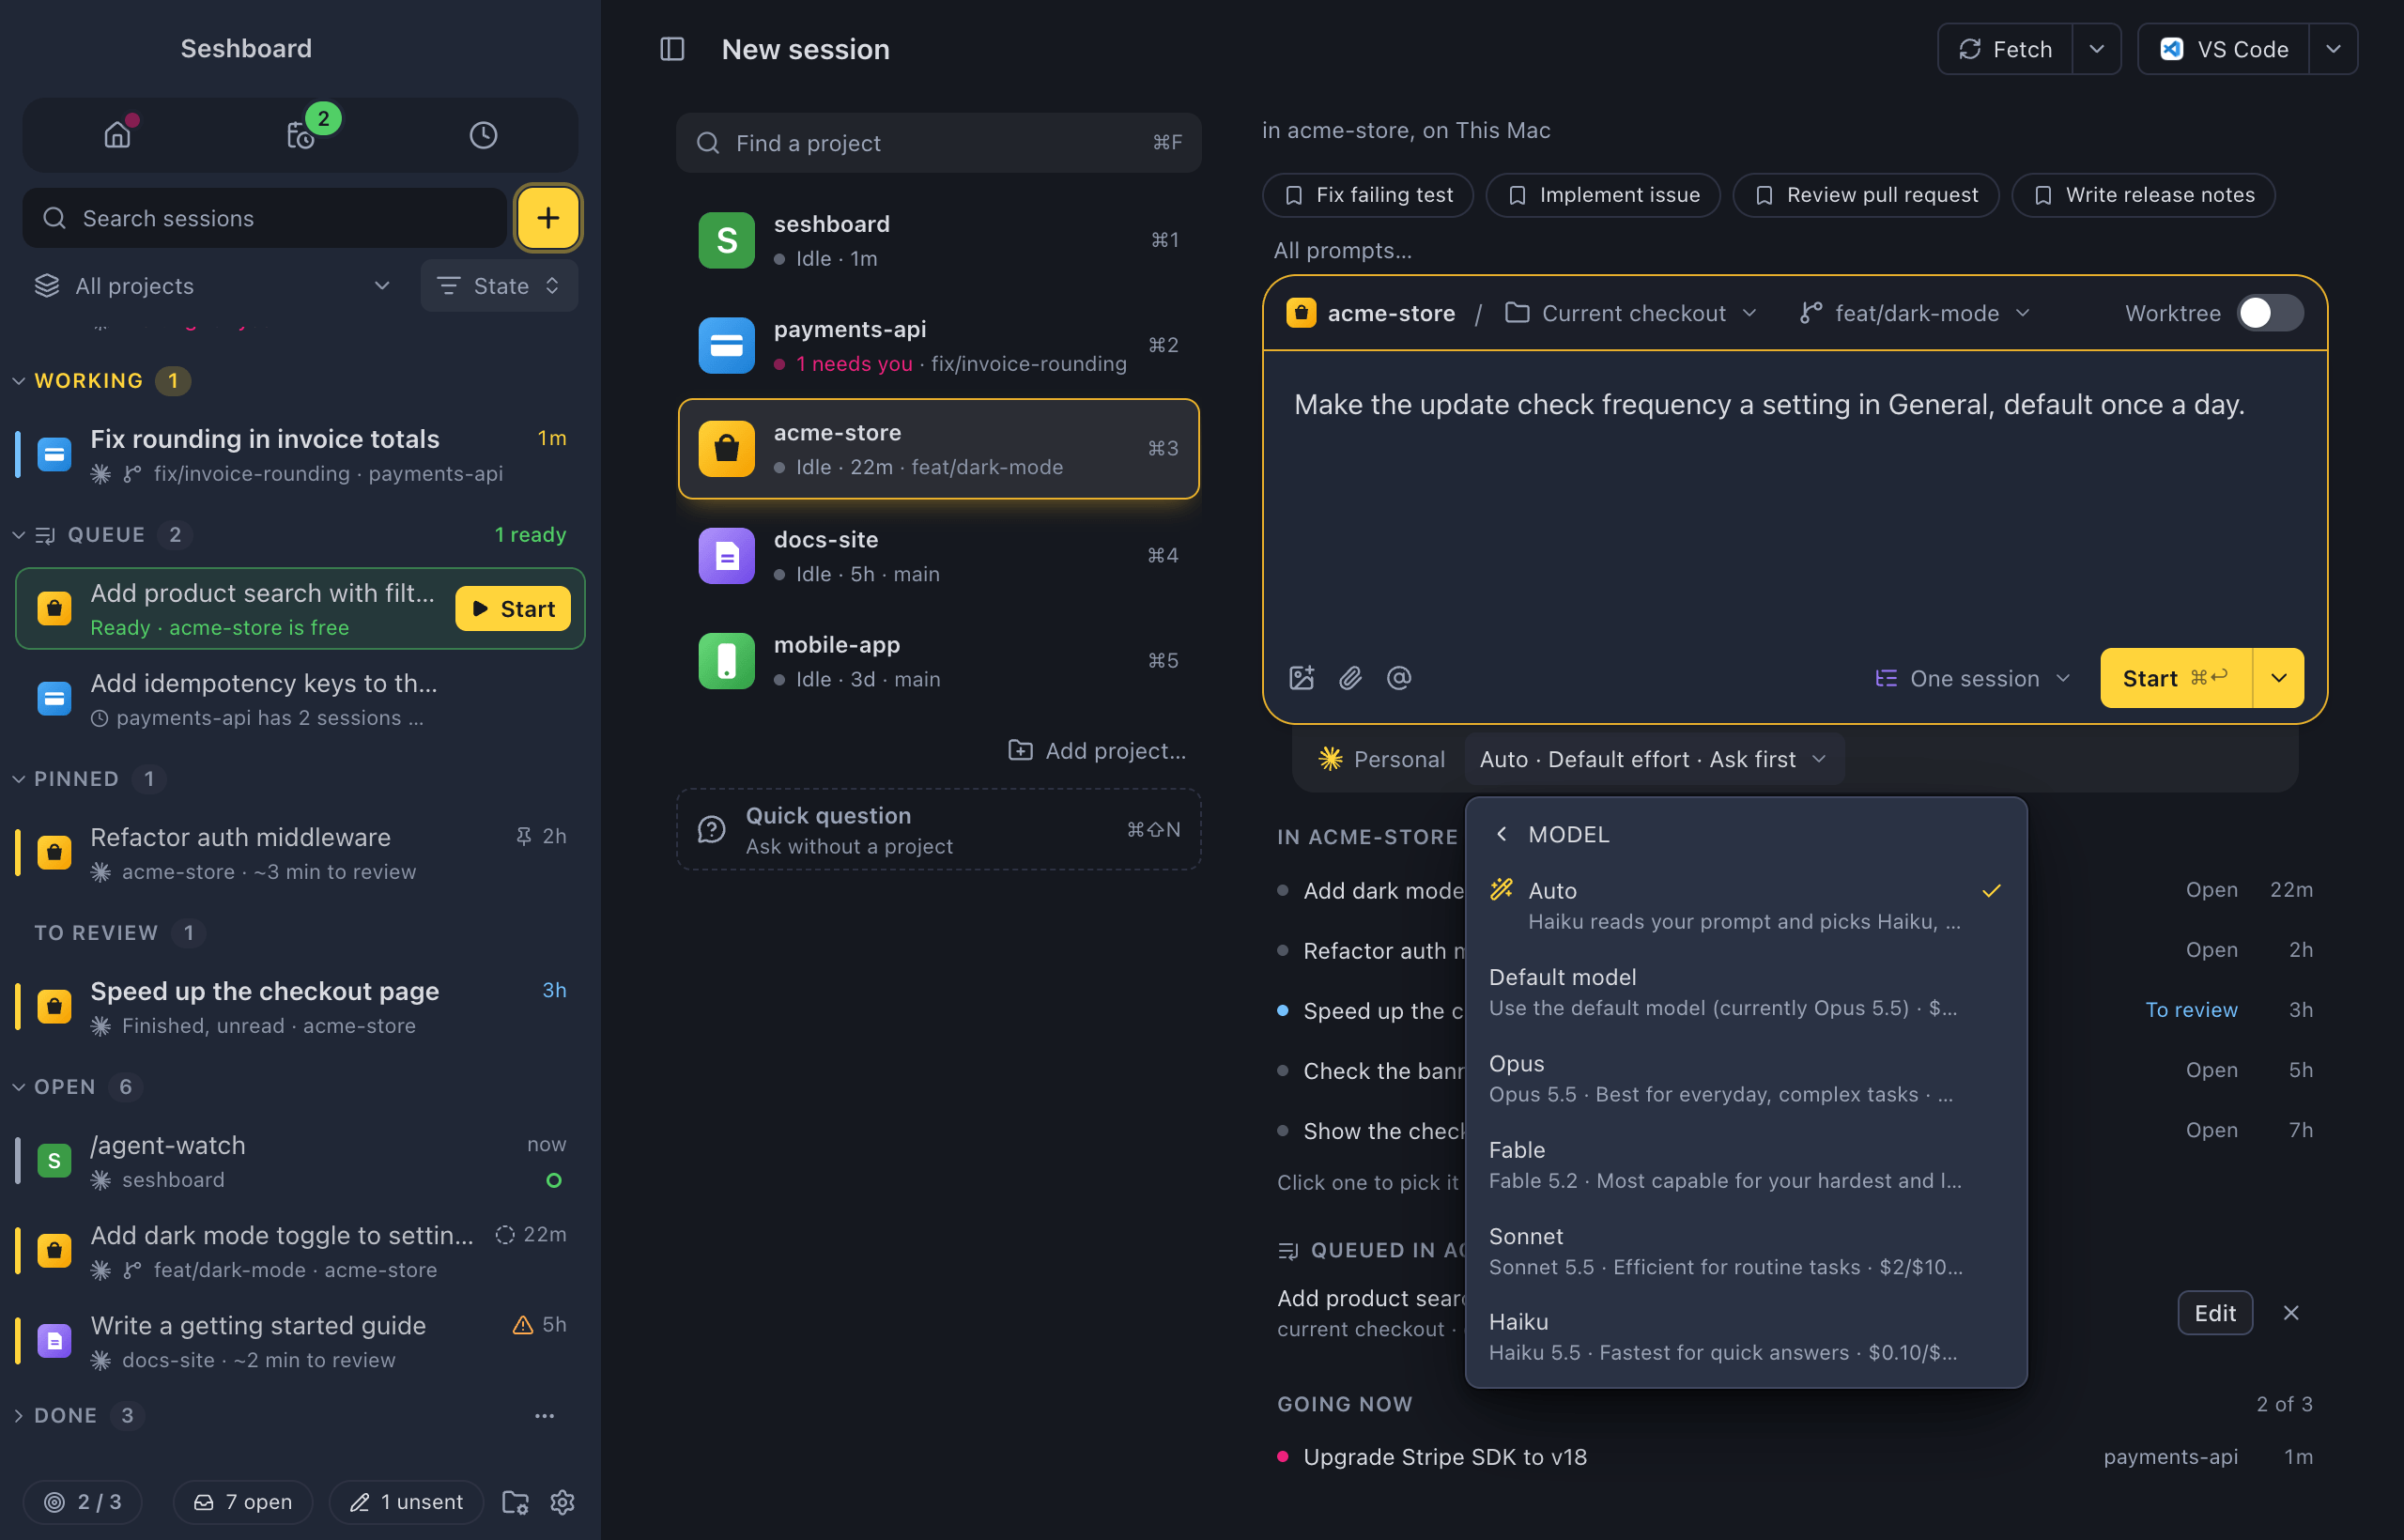 Seshboard
2
Search sessions
All projects
State
WORKING 1
Fix rounding in invoice totals 1m
fix/invoice-rounding · payments-api
QUEUE 2 1 ready
Add product search with filt... Start
Ready · acme-store is free
Add idempotency keys to th...
payments-api has 2 sessions ...
PINNED 1
Refactor auth middleware 2h
acme-store · ~3 min to review
TO REVIEW 1
Speed up the checkout page 3h
Finished, unread · acme-store
OPEN 6
S /agent-watch now
seshboard
Add dark mode toggle to settin... 22m
feat/dark-mode · acme-store
Write a getting started guide 5h
docs-site · ~2 min to review
DONE 3 ...
2 / 3 7 open 1 unsent
New session
Fetch VS Code
Find a project ⌘F
S seshboard ⌘1
Idle · 1m
payments-api ⌘2
1 needs you · fix/invoice-rounding
acme-store ⌘3
Idle · 22m · feat/dark-mode
docs-site ⌘4
Idle · 5h · main
mobile-app ⌘5
Idle · 3d · main
Add project...
Quick question ⌘⇧N
Ask without a project
in acme-store, on This Mac
Fix failing test Implement issue Review pull request Write release notes
All prompts...
acme-store / Current checkout feat/dark-mode Worktree
Make the update check frequency a setting in General, default once a day.
One session Start ⌘↩
Personal Auto · Default effort · Ask first
MODEL
Auto
Haiku reads your prompt and picks Haiku, ...
Default model
Use the default model (currently Opus 5.5) · $...
Opus
Opus 5.5 · Best for everyday, complex tasks · ...
Fable
Fable 5.2 · Most capable for your hardest and l...
Sonnet
Sonnet 5.5 · Efficient for routine tasks · $2/$10...
Haiku
Haiku 5.5 · Fastest for quick answers · $0.10/$...
IN ACME-STORE
Add dark mode Open 22m
Refactor auth Open 2h
Speed up the To review 3h
Check the Open 5h
Show the Open 7h
Click one to pick it
QUEUED IN
Add product Edit
current checkout ·
GOING NOW 2 of 3
Upgrade Stripe SDK to v18 payments-api 1m